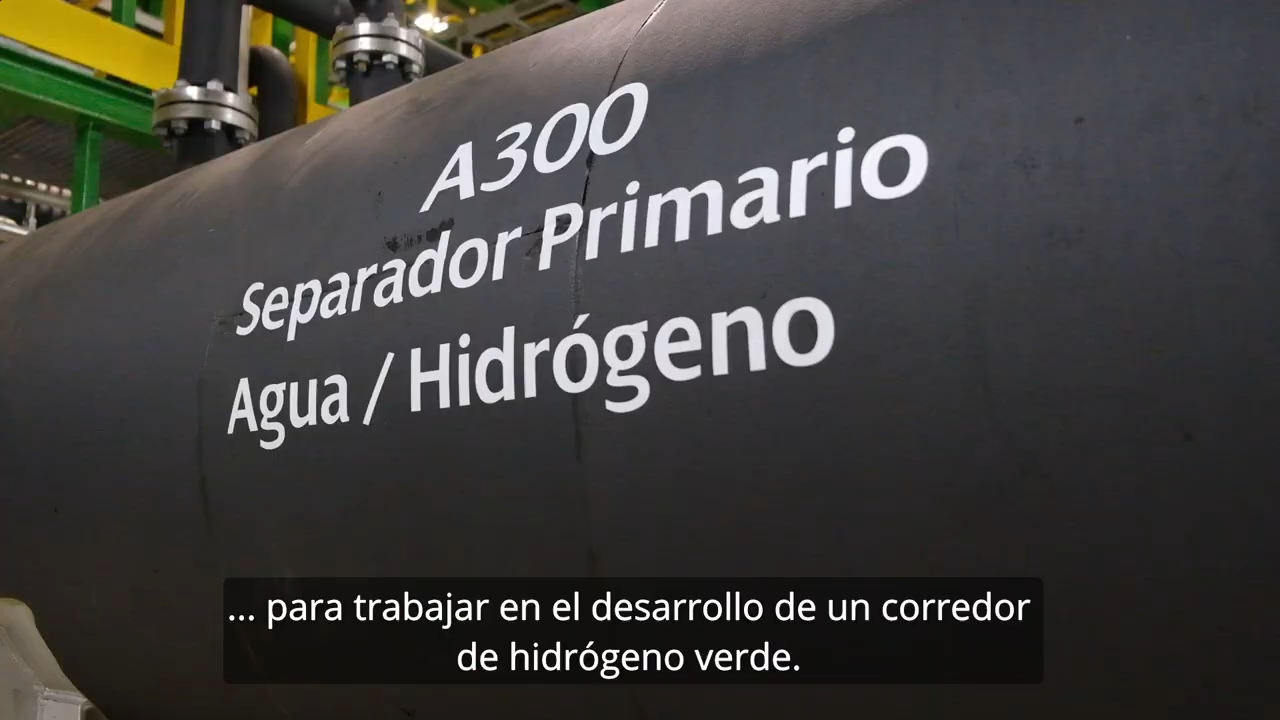 A300
Separador Primario
Agua / Hidrógeno
... para trabajar en el desarrollo de un corredor
de hidrógeno verde.